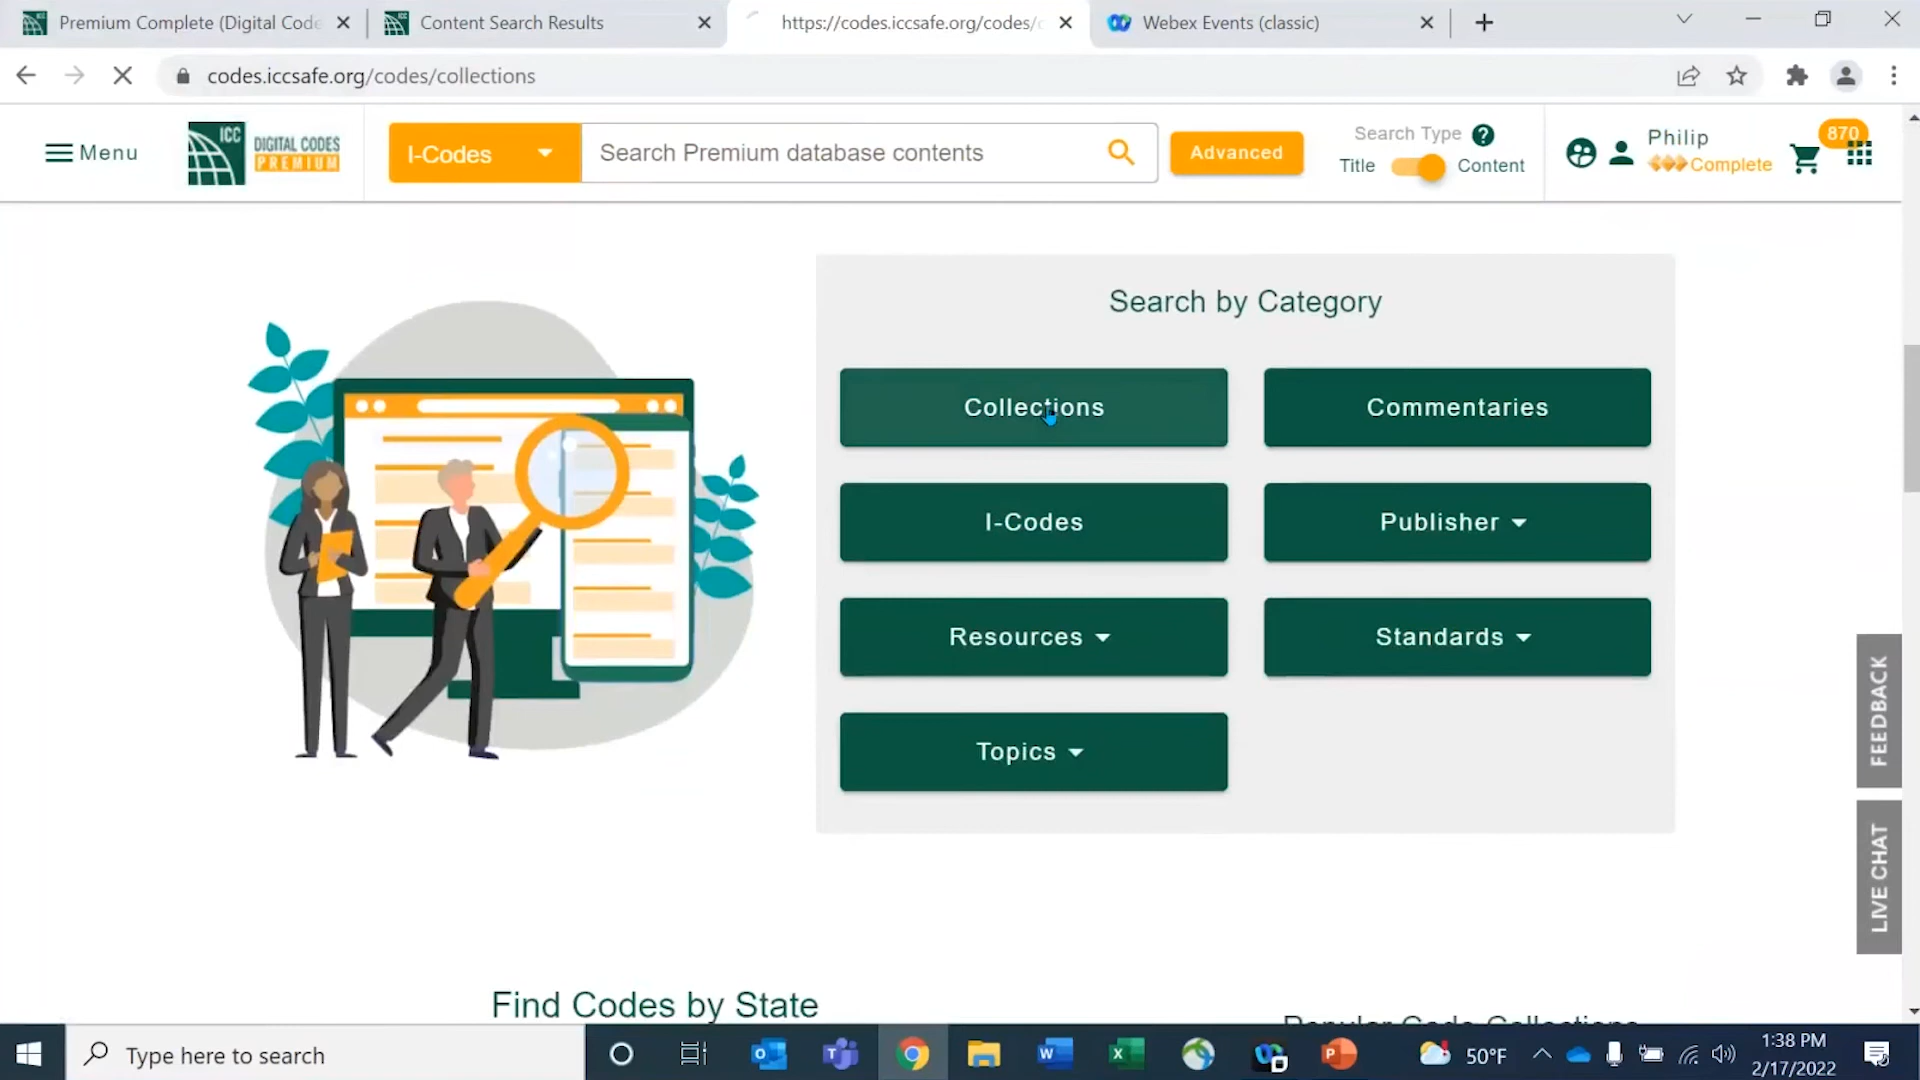 Premium Complete (Digital Code
Content Search Results
https://codes.iccsafe.org/codes/c
Webex Events (classic)
codes.iccsafe.org/codes/collections
Menu
ICC
DIGITAL CODES
PREMIUM
I-Codes
Search Premium database contents
Advanced
Search Type ?
Title
Content
Philip
Complete
870
Search by Category
Collections
Commentaries
I-Codes
Publisher
Resources
Standards
Topics
FEEDBACK
LIVE CHAT
Find Codes by State
Popular Code Collections
Type here to search
50°F
1:38 PM
2/17/2022